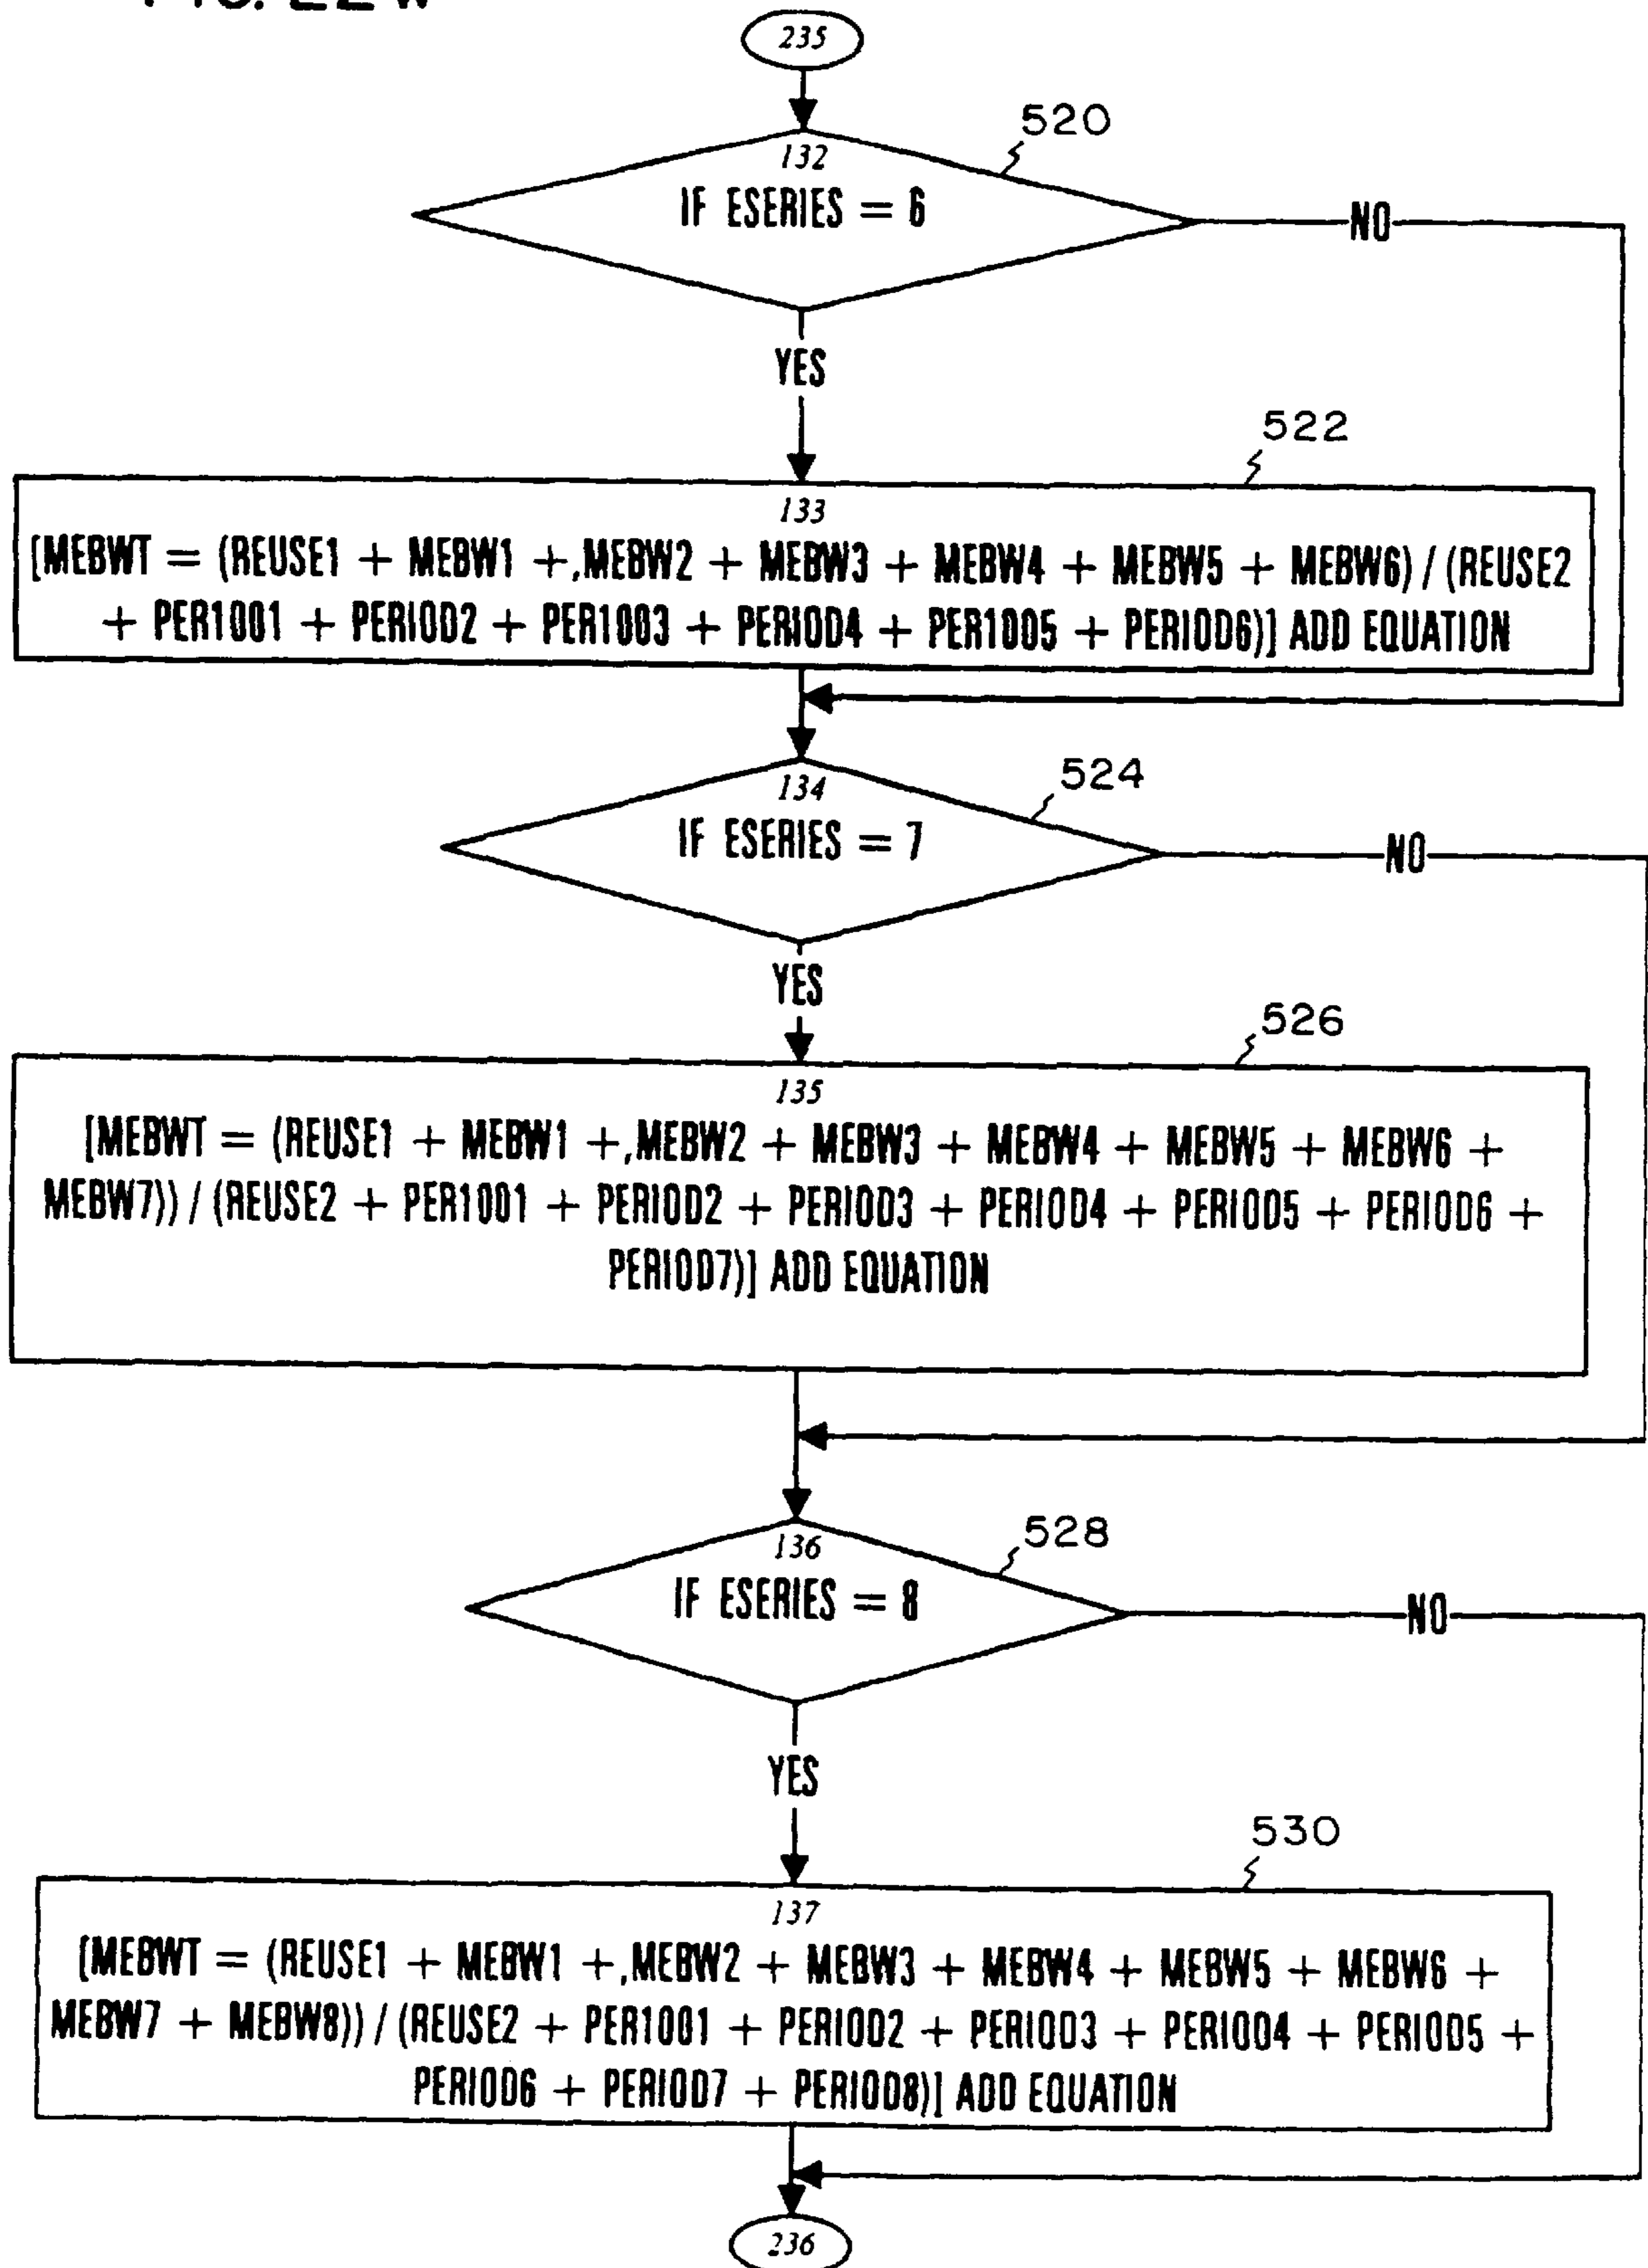 235
520
132
IF ESERIES = 6
NO
YES
522
133
[MEBWT = (REUSE1 + MEBW1 +,MEBW2 + MEBW3 + MEBW4 + MEBW5 + MEBW6) / (REUSE2
+ PER1001 + PERIOD2 + PER1003 + PERIOD4 + PER1005 + PERIOD6)] ADD EQUATION
524
134
IF ESERIES = 7
NO
YES
526
135
[MEBWT = (REUSE1 + MEBW1 +,MEBW2 + MEBW3 + MEBW4 + MEBW5 + MEBW6 +
MEBW7)) / (REUSE2 + PER1001 + PERIOD2 + PERIOD3 + PERIOD4 + PERIOD5 + PERIOD6 +
PERIOD7)] ADD EQUATION
528
136
IF ESERIES = 8
NO
YES
530
137
[MEBWT = (REUSE1 + MEBW1 +,MEBW2 + MEBW3 + MEBW4 + MEBW5 + MEBW6 +
MEBW7 + MEBW8)) / (REUSE2 + PER1001 + PERIOD2 + PERIOD3 + PERIOD4 + PERIOD5 +
PERIOD6 + PERIOD7 + PERIOD8)] ADD EQUATION
236